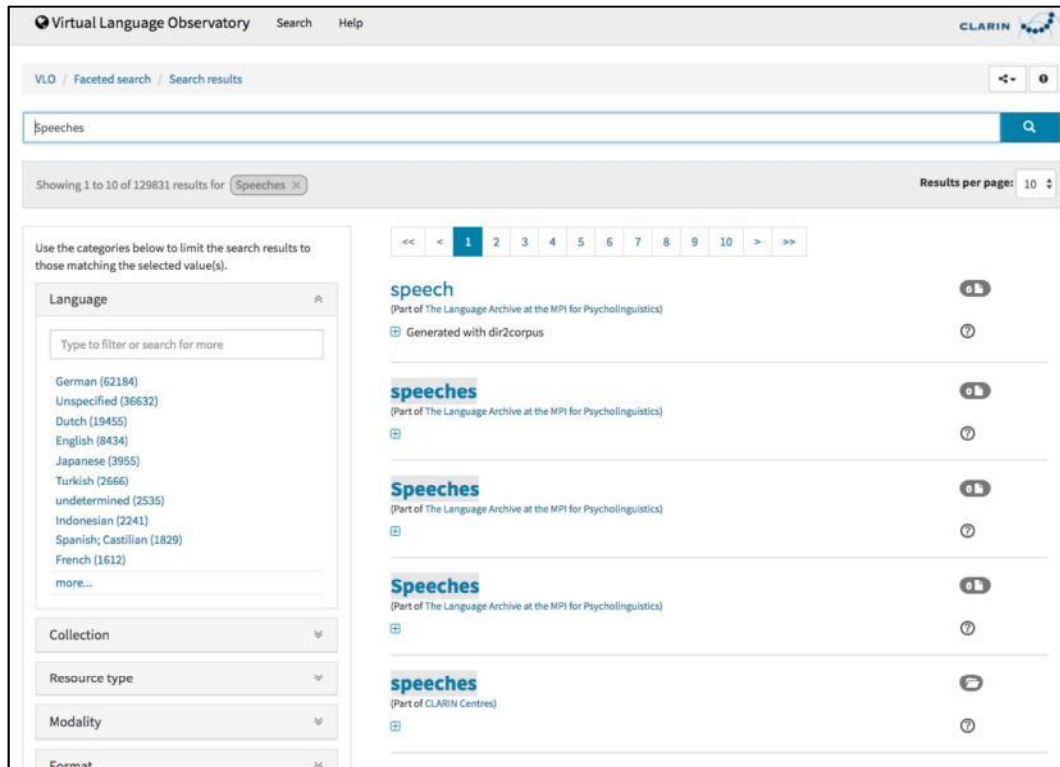 Virtual Language Observatory Search Help CLARIN
VLO / Faceted search / Search results
Speeches
Showing 1 to 10 of 129831 results for Speeches ×
Results per page: 10
Use the categories below to limit the search results to
those matching the selected value(s).
Language
Type to filter or search for more
German (62184)
Unspecified (36632)
Dutch (19455)
English (8434)
Japanese (3955)
Turkish (2666)
undetermined (2535)
Indonesian (2241)
Spanish; Castilian (1829)
French (1612)
more...
Collection
Resource type
Modality
Format
<< < 1 2 3 4 5 6 7 8 9 10 > >>
speech
0
(Part of The Language Archive at the MPI for Psycholinguistics)
Generated with dir2corpus
speeches
0
(Part of The Language Archive at the MPI for Psycholinguistics)
Speeches
0
(Part of The Language Archive at the MPI for Psycholinguistics)
Speeches
0
(Part of The Language Archive at the MPI for Psycholinguistics)
speeches
(Part of CLARIN Centres)